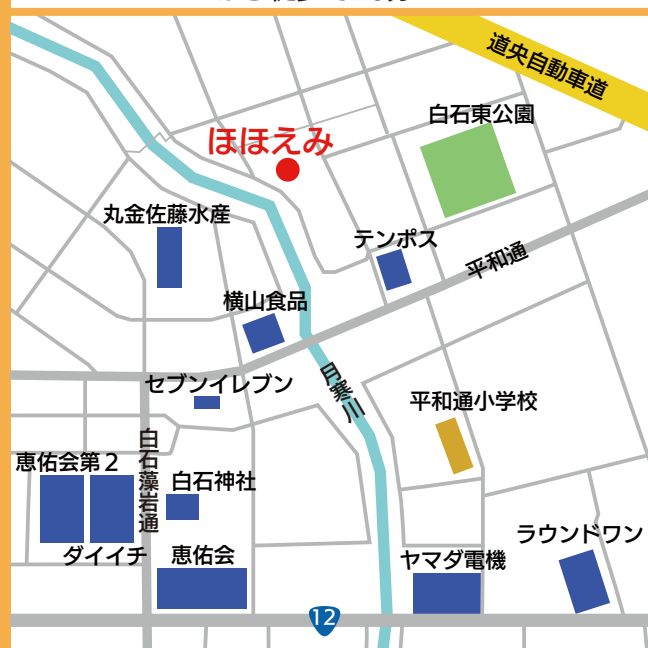 道央自動車道
白石東公園
ほほえみ
丸金佐藤水産
テンポス
平和通
横山食品
月寒川
セブンイレブン
平和通小学校
白石藻岩通
恵佑会第２
白石神社
ラウンドワン
ダイイチ
恵佑会
ヤマダ電機
12